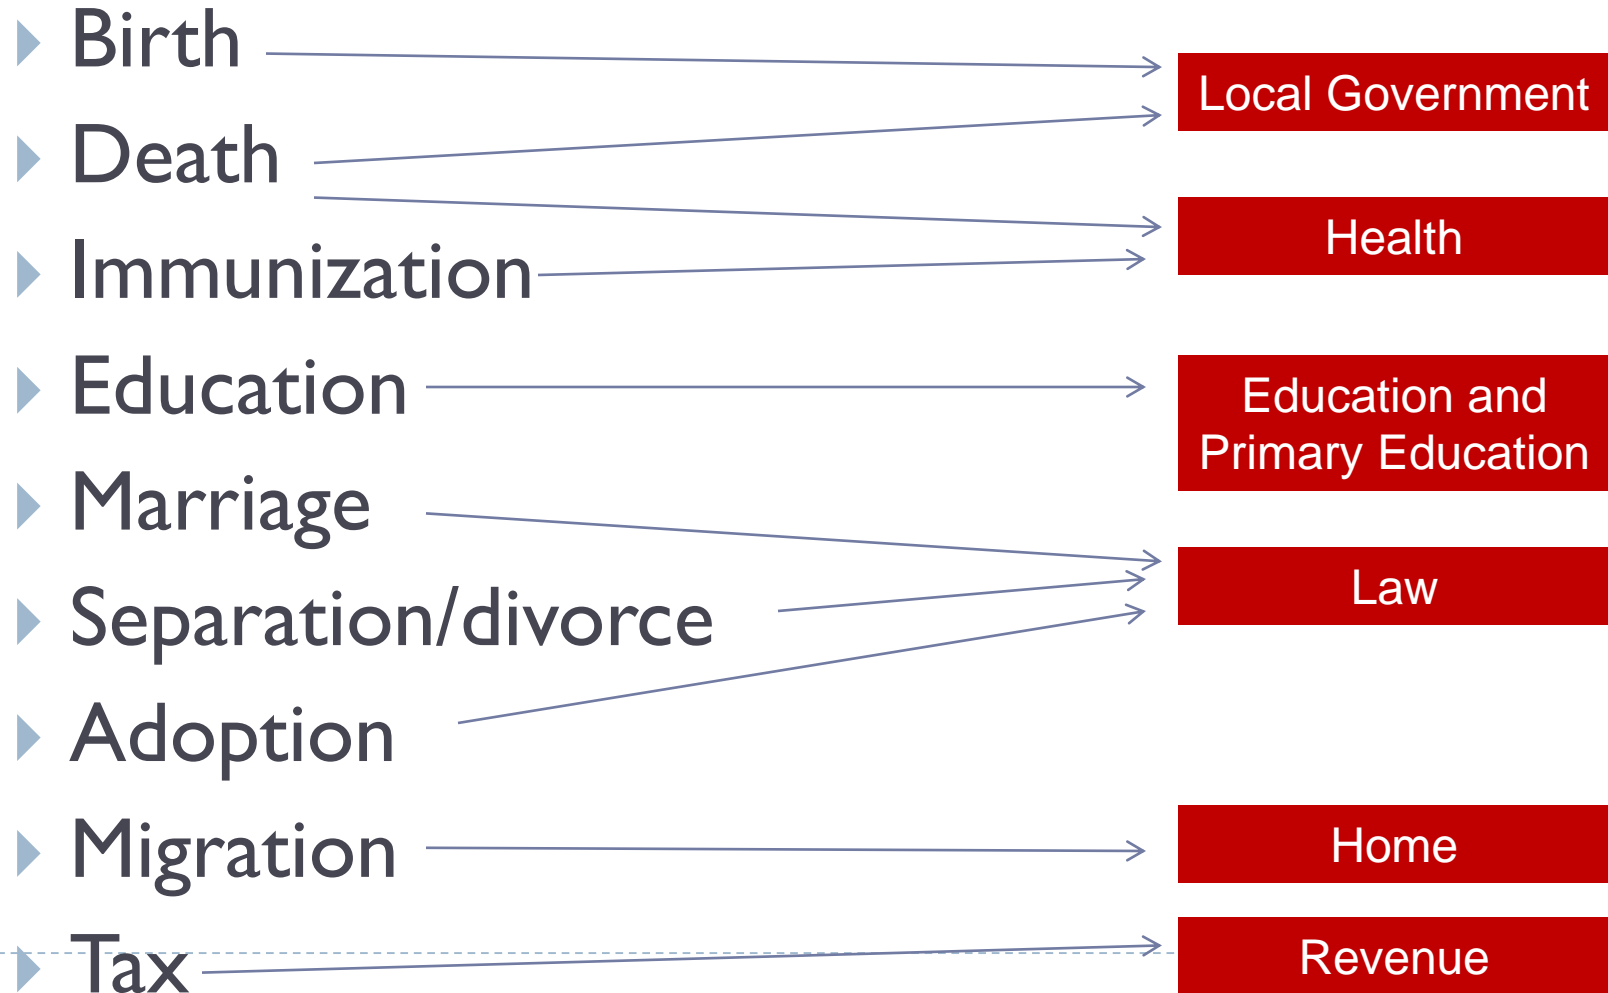 Birth
Death
Immunization
Education
Marriage
Separation/divorce
Adoption
Migration
Tax
Local Government
Health
Education and
Primary Education
Law
Home
Revenue